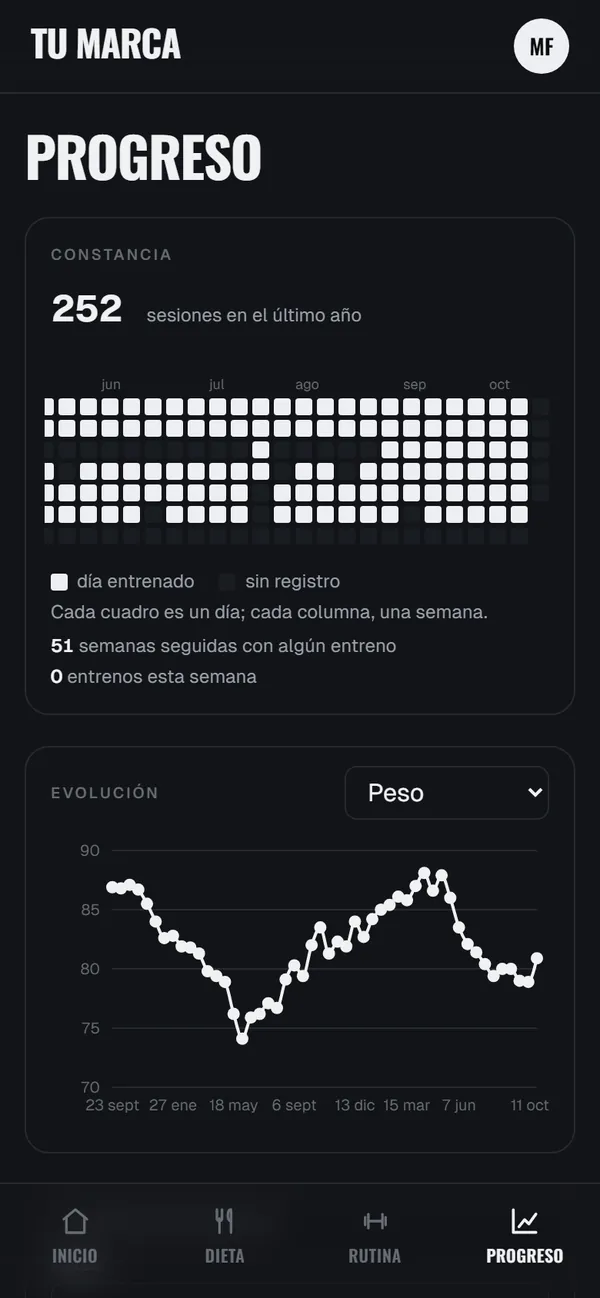 TU MARCA
MF
PROGRESO
CONSTANCIA
252 sesiones en el último año
jun jul ago sep oct
día entrenado sin registro
Cada cuadro es un día; cada columna, una semana.
51 semanas seguidas con algún entreno
0 entrenos esta semana
EVOLUCIÓN
Peso
90
85
80
75
70
23 sept 27 ene 18 may 6 sept 13 dic 15 mar 7 jun 11 oct
INICIO DIETA RUTINA PROGRESO